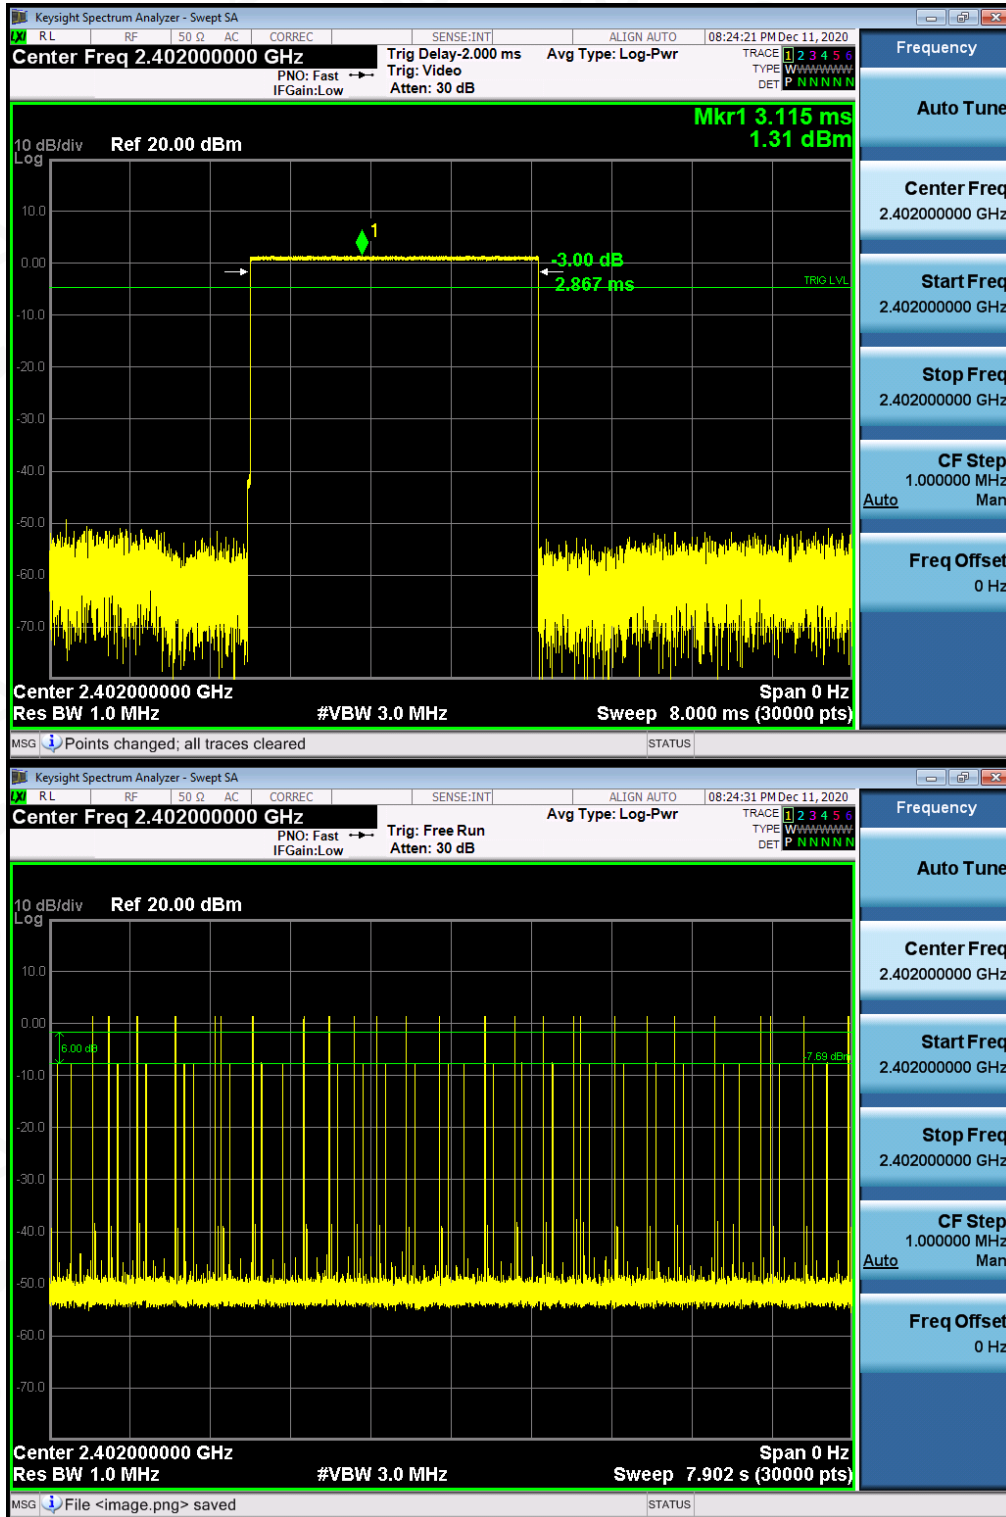 Keysight Spectrum Analyzer - Swept SA
LXI RL RF 50 Ω AC CORREC SENSE:INT ALIGN AUTO 08:24:21 PM Dec 11, 2020
Center Freq 2.402000000 GHz
PNO: Fast
IFGain:Low
Trig Delay-2.000 ms
Trig: Video
Atten: 30 dB
Avg Type: Log-Pwr
TRACE 1 2 3 4 5 6
TYPE WWWWWWW
DET P N N N N N
Mkr1 3.115 ms
1.31 dBm
10 dB/div Ref 20.00 dBm
Log
10.0
1
0.00
-3.00 dB
2.867 ms
TRIG LVL
-10.0
-20.0
-30.0
-40.0
-50.0
-60.0
-70.0
Center 2.402000000 GHz Span 0 Hz
Res BW 1.0 MHz #VBW 3.0 MHz Sweep 8.000 ms (30000 pts)
MSG Points changed; all traces cleared STATUS
Frequency
Auto Tune
Center Freq
2.402000000 GHz
Start Freq
2.402000000 GHz
Stop Freq
2.402000000 GHz
CF Step
1.000000 MHz
Auto Man
Freq Offset
0 Hz
Keysight Spectrum Analyzer - Swept SA
LXI RL RF 50 Ω AC CORREC SENSE:INT ALIGN AUTO 08:24:31 PM Dec 11, 2020
Center Freq 2.402000000 GHz
PNO: Fast
IFGain:Low
Trig: Free Run
Atten: 30 dB
Avg Type: Log-Pwr
TRACE 1 2 3 4 5 6
TYPE WWWWWWW
DET P N N N N N
10 dB/div Ref 20.00 dBm
Log
10.0
0.00
6.00 dB
-7.69 dBm
-10.0
-20.0
-30.0
-40.0
-50.0
-60.0
-70.0
Center 2.402000000 GHz Span 0 Hz
Res BW 1.0 MHz #VBW 3.0 MHz Sweep 7.902 s (30000 pts)
MSG File <image.png> saved STATUS
Frequency
Auto Tune
Center Freq
2.402000000 GHz
Start Freq
2.402000000 GHz
Stop Freq
2.402000000 GHz
CF Step
1.000000 MHz
Auto Man
Freq Offset
0 Hz